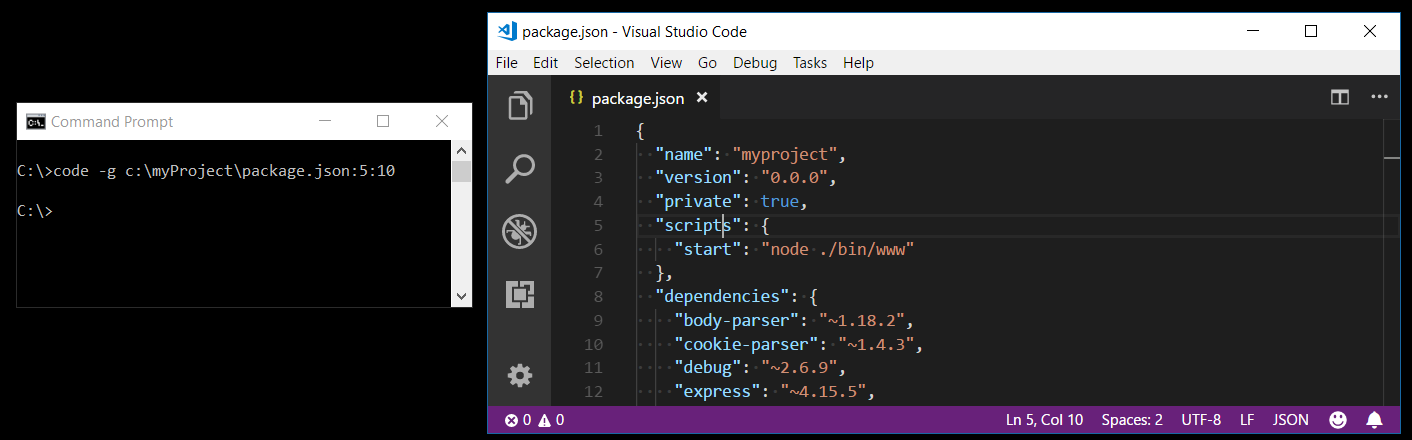 Command Prompt
C:\>code -g c:\myProject\package.json:5:10
C:\>
package.json - Visual Studio Code
File Edit Selection View Go Debug Tasks Help
{} package.json
1 {
2 "name": "myproject",
3 "version": "0.0.0",
4 "private": true,
5 "scripts": {
6 "start": "node ./bin/www"
7 },
8 "dependencies": {
9 "body-parser": "~1.18.2",
10 "cookie-parser": "~1.4.3",
11 "debug": "~2.6.9",
12 "express": "~4.15.5",
0 0 Ln 5, Col 10 Spaces: 2 UTF-8 LF JSON